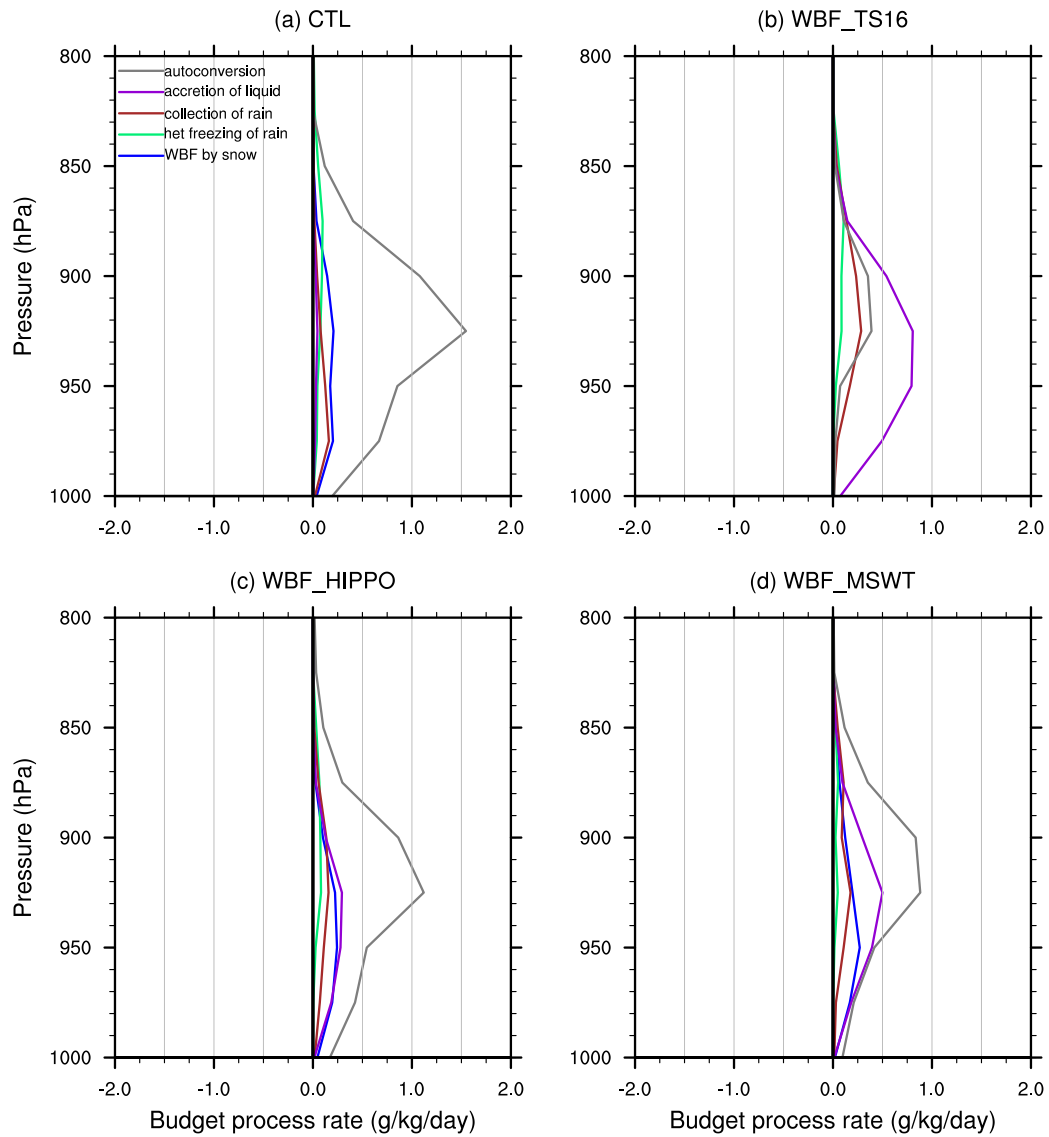 (a) CTL
(b) WBF_TS16
800
850
900
950
1000
Pressure (hPa)
autoconversion
accretion of liquid
collection of rain
net freezing of rain
WBF by snow
-2.0 -1.0 0.0 1.0 2.0
800
850
900
950
1000
-2.0 -1.0 0.0 1.0 2.0
(c) WBF_HIPPO
(d) WBF_MSWT
800
850
900
950
1000
Pressure (hPa)
-2.0 -1.0 0.0 1.0 2.0
Budget process rate (g/kg/day)
800
850
900
950
1000
-2.0 -1.0 0.0 1.0 2.0
Budget process rate (g/kg/day)